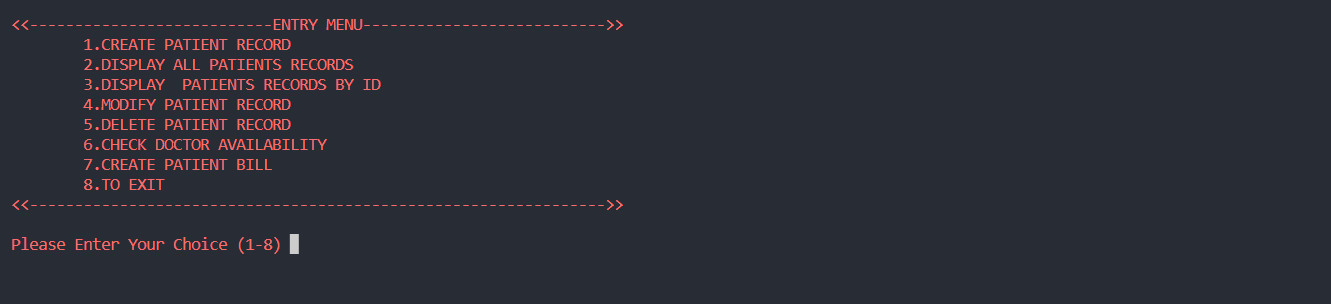 <<---------------------------ENTRY MENU--------------------------->>
1.CREATE PATIENT RECORD
2.DISPLAY ALL PATIENTS RECORDS
3.DISPLAY  PATIENTS RECORDS BY ID
4.MODIFY PATIENT RECORD
5.DELETE PATIENT RECORD
6.CHECK DOCTOR AVAILABILITY
7.CREATE PATIENT BILL
8.TO EXIT
<<---------------------------------------------------------------->>
Please Enter Your Choice (1-8)